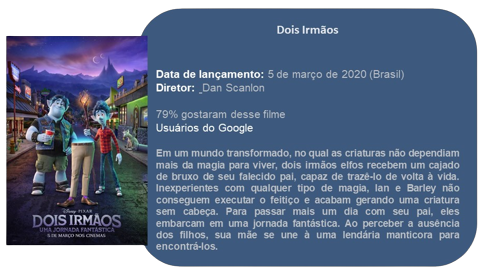 Dois Irmãos
Data de lançamento: 5 de março de 2020 (Brasil)
Diretor: _Dan Scanlon
79% gostaram desse filme
Usuários do Google
Em um mundo transformado, no qual as criaturas não dependiam
mais da magia para viver, dois irmãos elfos recebem um cajado
de bruxo de seu falecido pai, capaz de trazê-lo de volta à vida.
Inexperientes com qualquer tipo de magia, Ian e Barley não
conseguem executar o feitiço e acabam gerando uma criatura
sem cabeça. Para passar mais um dia com seu pai, eles
embarcam em uma jornada fantástica. Ao perceber a ausência
dos filhos, sua mãe se une à uma lendária manticora para
encontrá-los.
DISNEY PIXAR
DOIS IRMÃOS
UMA JORNADA FANTÁSTICA
5 DE MARÇO NOS CINEMAS